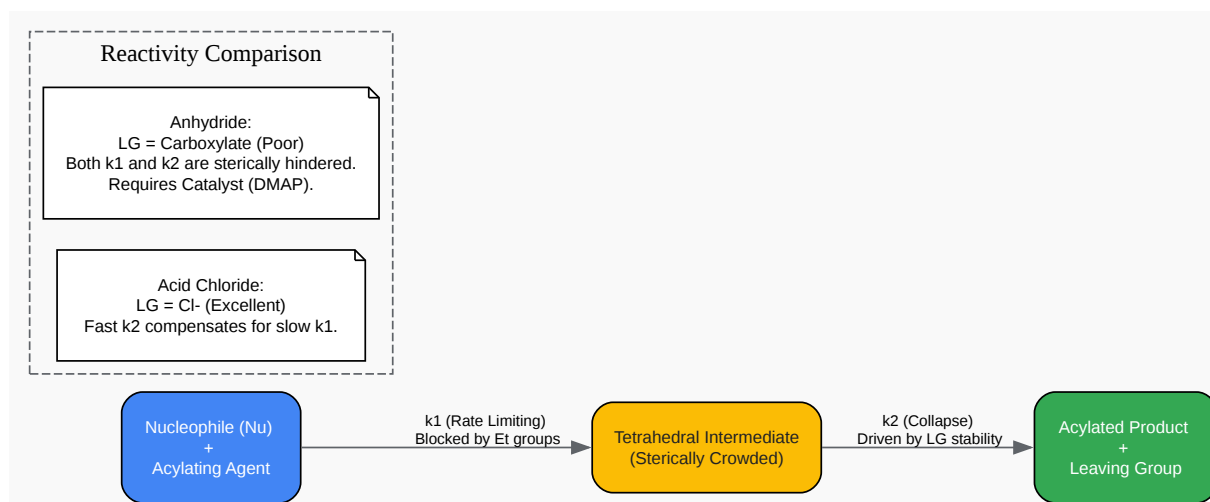 Reactivity Comparison
Anhydride:
LG = Carboxylate (Poor)
Both k1 and k2 are sterically hindered.
Requires Catalyst (DMAP).
Acid Chloride:
LG = Cl- (Excellent)
Fast k2 compensates for slow k1.
Nucleophile (Nu)
+
Acylating Agent
k1 (Rate Limiting)
Blocked by Et groups
Tetrahedral Intermediate
(Sterically Crowded)
k2 (Collapse)
Driven by LG stability
Acylated Product
+
Leaving Group